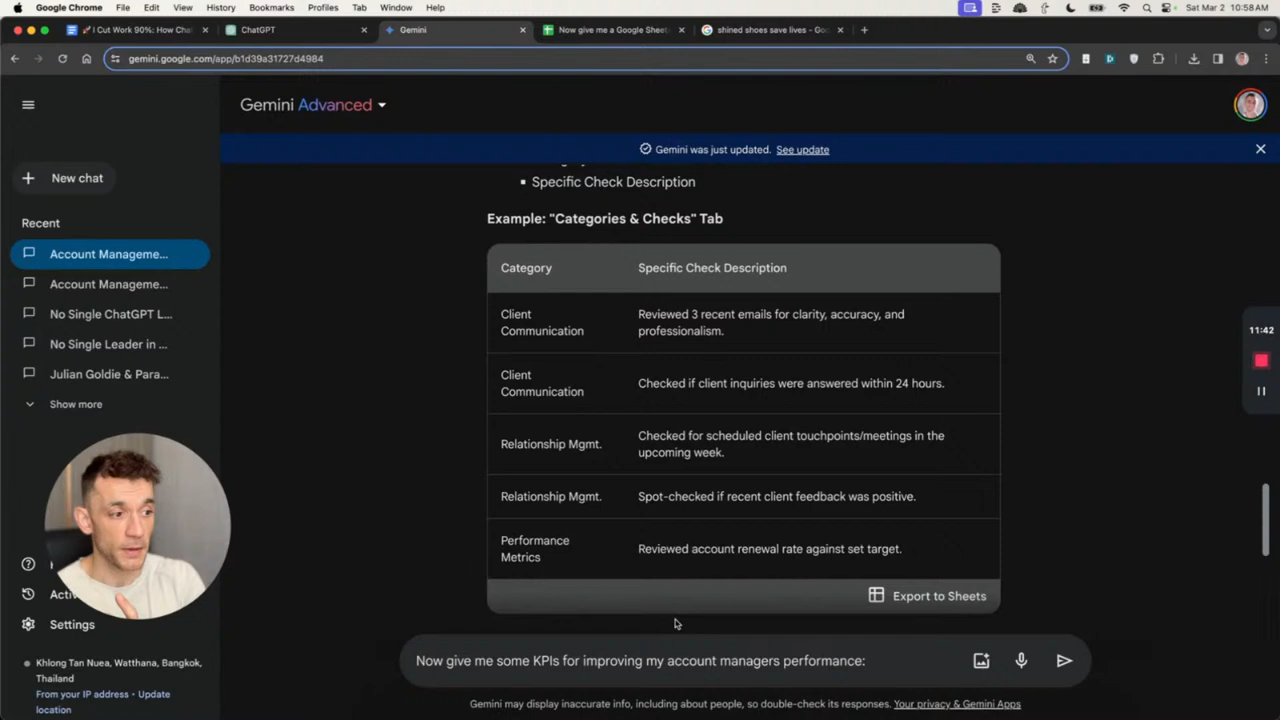 Google Chrome File Edit View History Bookmarks Profiles Tab Window Help
Sat Mar 2 10:58AM
I Cut Work 90%: How Cha
ChatGPT
Gemini
Now give me a Google Sheet
shined shoes save lives - Goo
gemini.google.com/app/b1d39a31727d4984
Gemini Advanced
Gemini was just updated. See update
New chat
Recent
Account Manageme...
Account Manageme...
No Single ChatGPT L...
No Single Leader in ...
Julian Goldie & Para...
Show more
Settings
Khlong Tan Nuea, Watthana, Bangkok,
Thailand
From your IP address • Update
location
Specific Check Description
Example: "Categories & Checks" Tab
Category Specific Check Description
Client
Communication
Reviewed 3 recent emails for clarity, accuracy, and
professionalism.
Client
Communication
Checked if client inquiries were answered within 24 hours.
Relationship Mgmt.
Checked for scheduled client touchpoints/meetings in the
upcoming week.
Relationship Mgmt.
Spot-checked if recent client feedback was positive.
Performance
Metrics
Reviewed account renewal rate against set target.
Export to Sheets
11:42
Now give me some KPIs for improving my account managers performance:
Gemini may display inaccurate info, including about people, so double-check its responses. Your privacy & Gemini Apps